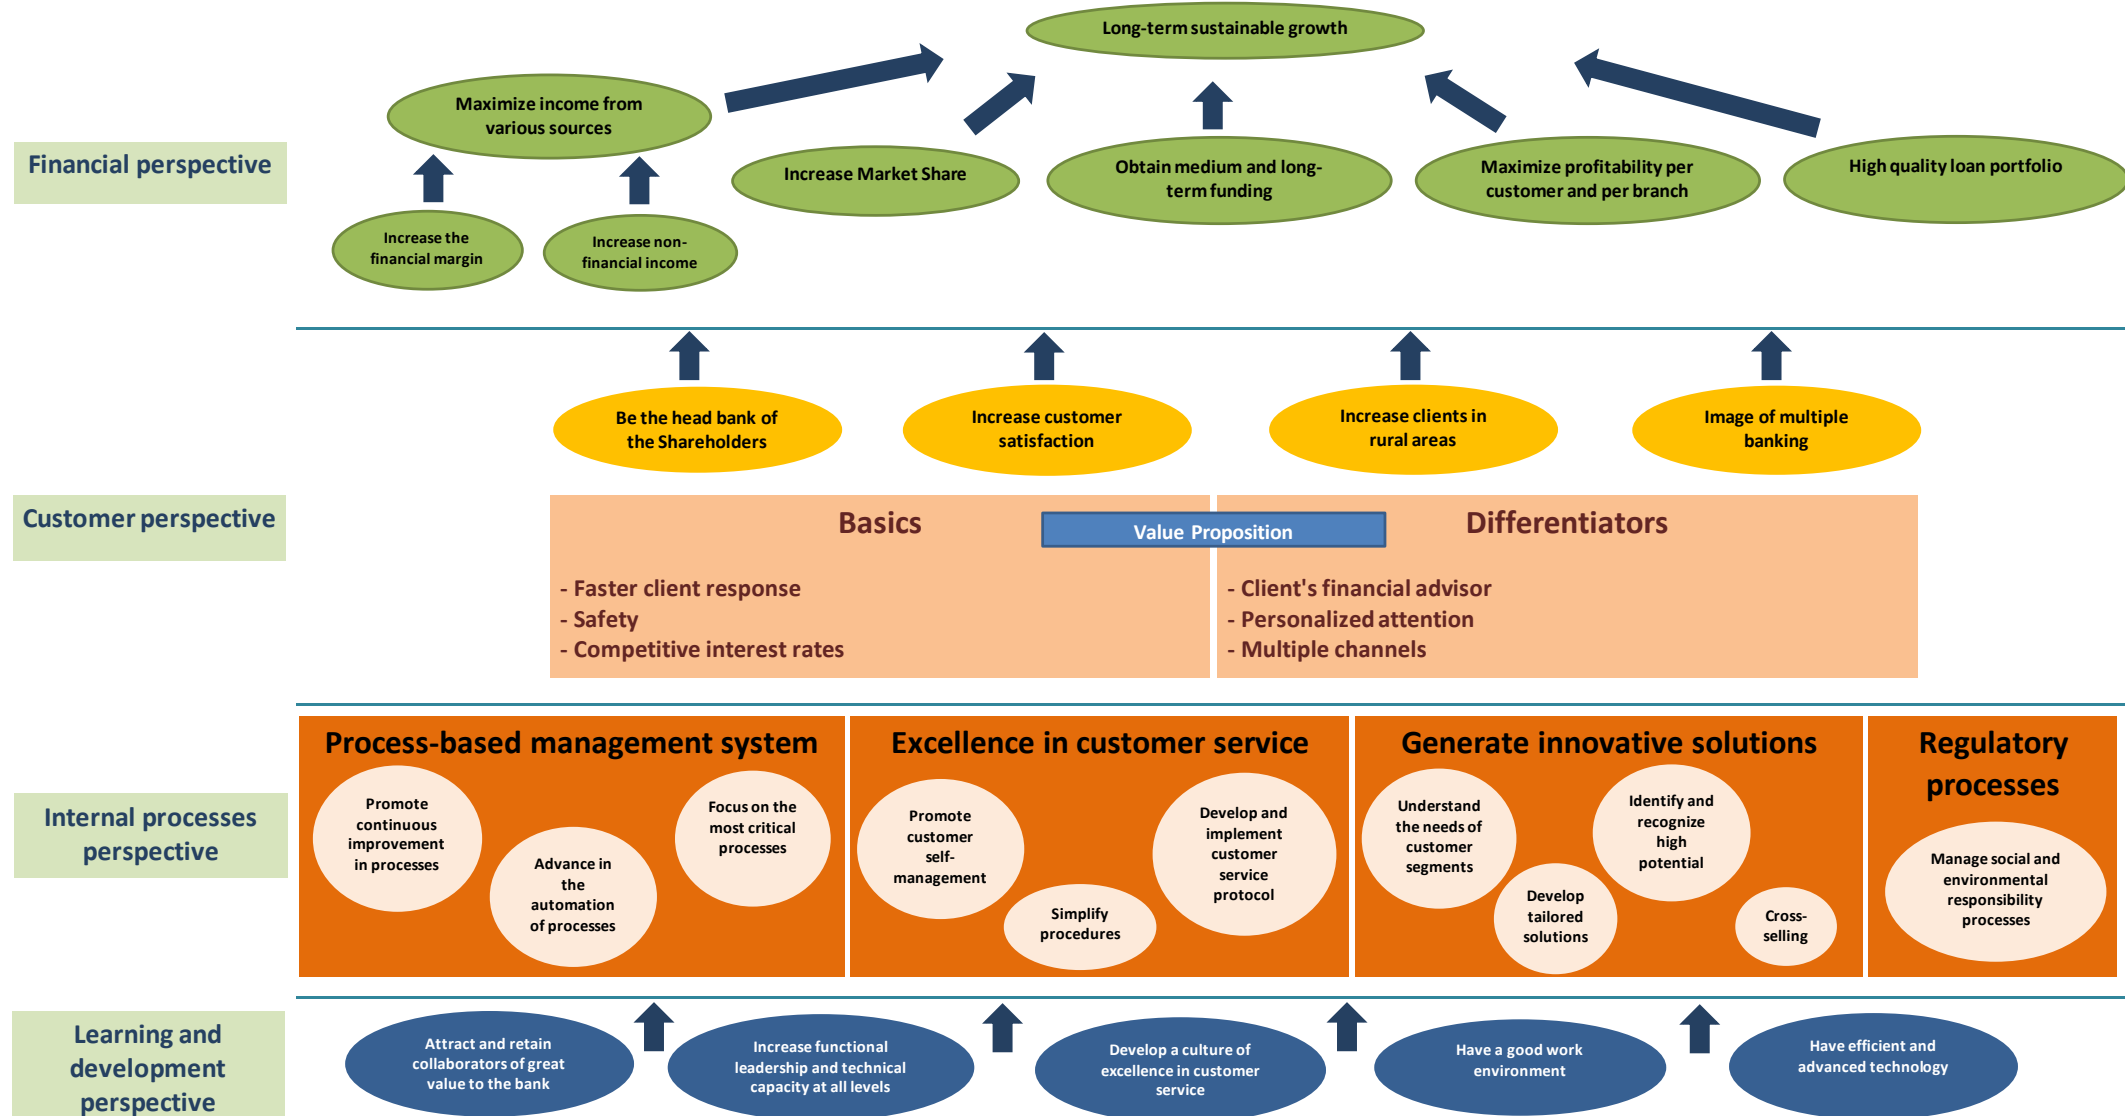 Long-term sustainable growth
Maximize income from
various sources
Financial perspective
Increase Market Share
Obtain medium and long-
term funding
Maximize profitability per
customer and per branch
High quality loan portfolio
Increase the
financial margin
Increase non-
financial income
Be the head bank of
the Shareholders
Increase customer
satisfaction
Increase clients in
rural areas
Image of multiple
banking
Customer perspective
Basics
Value Proposition
Differentiators
- Faster client response
- Safety
- Competitive interest rates
- Client's financial advisor
- Personalized attention
- Multiple channels
Internal processes
perspective
Process-based management system
Promote
continuous
improvement
in processes
Advance in
the
automation
of processes
Focus on the
most critical
processes
Excellence in customer service
Promote
customer
self-
management
Simplify
procedures
Develop and
implement
customer
service
protocol
Generate innovative solutions
Understand
the needs of
customer
segments
Develop
tailored
solutions
Identify and
recognize
high
potential
Cross-
selling
Regulatory
processes
Manage social and
environmental
responsibility
processes
Learning and
development
perspective
Attract and retain
collaborators of great
value to the bank
Increase functional
leadership and technical
capacity at all levels
Develop a culture of
excellence in customer
service
Have a good work
environment
Have efficient and
advanced technology